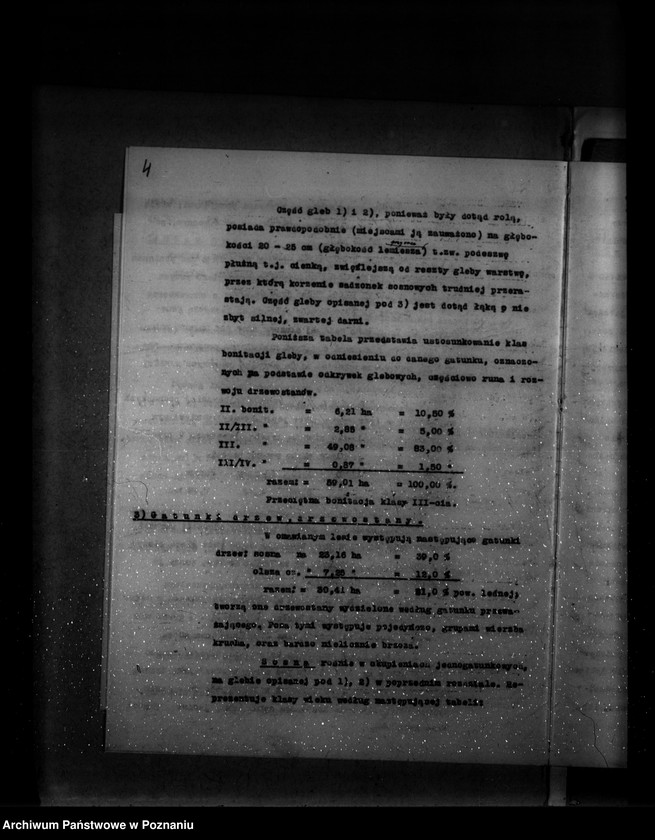 4
Część gleb 1) i 2), ponieważ były dotąd rolą,
posiada prawdopodobnie (miejscami ją zauważono) na głębo-
kości 20 - 25 cm (głębokość lemiesza) t.zw. podeszwę
płużną t.j. cienką, zwięźlejszą od reszty gleby warstwę,
przez którą korzenie sadzonek sosnowych trudniej przera-
stają. Część gleby opisanej pod 3) jest dotąd łąką o nie
zbyt silnej, zwartej darni.
Poniższa tabela przedstawia ustosunkowanie klas
bonitacji gleby, w odniesieniu do danego gatunku, oznaczo-
nych na podstawie odkrywek glebowych, częściowo runa i roz-
woju drzewostanów.
II. bonit. = 6,21 ha = 10,50 %
II/III. " = 2,85 " = 5,00 %
III. " = 49,08 " = 83,00 %
III/IV. " = 0,87 " = 1,50 "
razem: = 59,01 ha = 100,00 %.
Przeciętna bonitacja klasy III-cia.
3) Gatunki drzew, drzewostany.
W omawianym lesie występują następujące gatunki
drzew: sosna na 23,16 ha = 39,0 %
olsza cz. " 7,25 " = 12,0 %
razem: = 30,41 ha = 51,0 % pow. leśnej;
tworzą one drzewostany wydzielone według gatunku przewa-
żającego. Poza tymi występuje pojedyńczo, grupami wierzba
krucha, oraz bardzo nielicznie brzoza.
Sosna rośnie w skupieniach jednogatunkowych,
na glebie opisanej pod 1), 2) w poprzednim rozdziale. Re-
prezentuje klasy wieku według następującej tabeli:
Archiwum Państwowe w Poznaniu